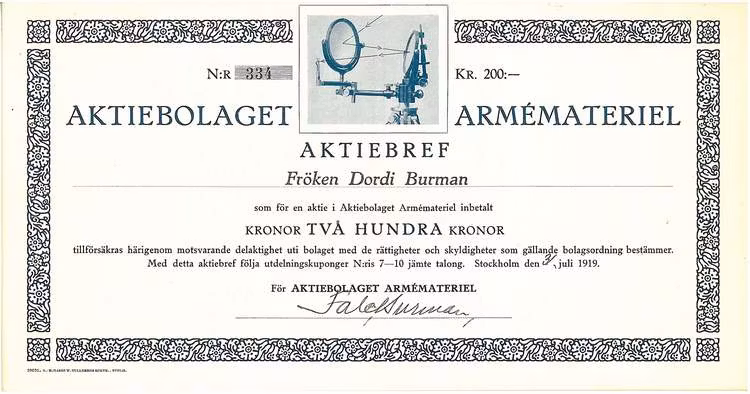 N:R 334 KR. 200:—
AKTIEBOLAGET ARMÉMATERIEL
AKTIEBREF
Fröken Dordi Burman
som för en aktie i Aktiebolaget Armémateriel inbetalt
KRONOR TVÅ HUNDRA KRONOR
tillförsäkras härigenom motsvarande delaktighet uti bolaget med de rättigheter och skyldigheter som gällande bolagsordning bestämmer.
Med detta aktiebref följa utdelningskuponger N:ris 7—10 jämte talong. Stockholm den juli 1919.
För AKTIEBOLAGET ARMÉMATERIEL
Burman